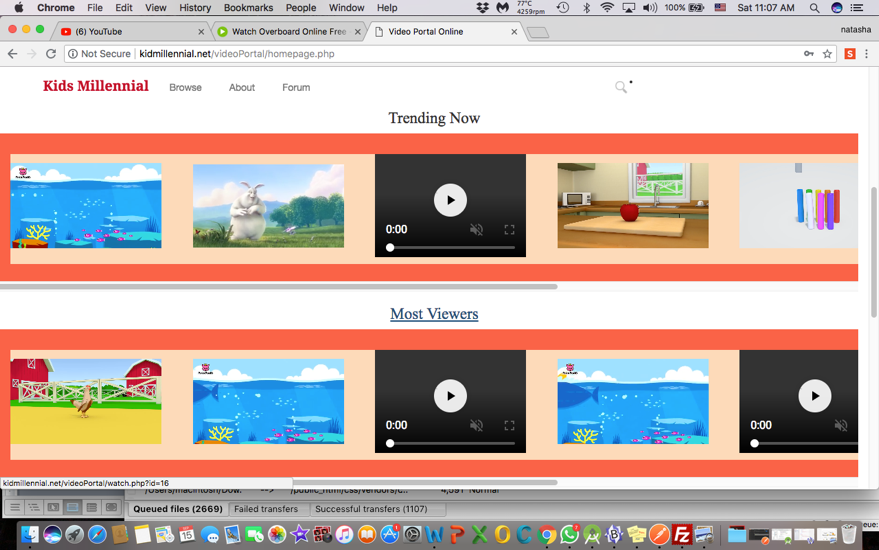 Chrome File Edit View History Bookmarks People Window Help 77°C 4259rpm 100% Sat 11:07 AM
(6) YouTube Watch Overboard Online Free Video Portal Online natasha
Not Secure kidmillennial.net/videoPortal/homepage.php
Kids Millennial Browse About Forum
Trending Now
0:00
Most Viewers
0:00 0:00
kidmillennial.net/videoPortal/watch.php?id=16
/Users/macintosh/Dow. --> /public_html/css/vendors/c.. 4,591 Normal
Queued files (2669) Failed transfers Successful transfers (1107)